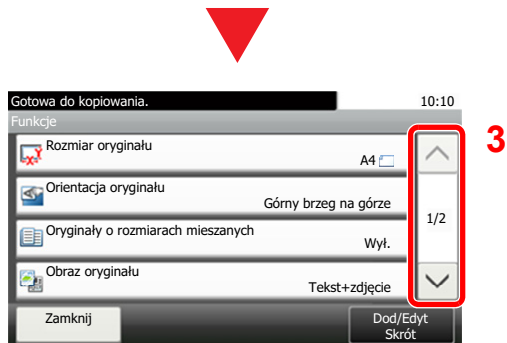 Gotowa do kopiowania. 10:10
Funkcje
Rozmiar oryginału
A4
Orientacja oryginału
Górny brzeg na górze
Oryginały o rozmiarach mieszanych
Wył.
Obraz oryginału
Tekst+zdjęcie
1/2
3
Zamknij
Dod/Edyt
Skrót